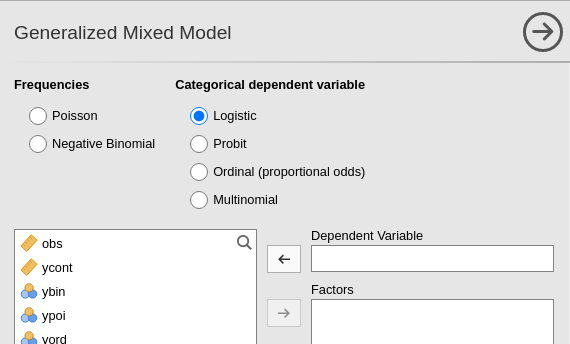 Generalized Mixed Model
Frequencies
Categorical dependent variable
Poisson
Logistic
Negative Binomial
Probit
Ordinal (proportional odds)
Multinomial
obs
ycont
ybin
ypoi
yord
Dependent Variable
Factors